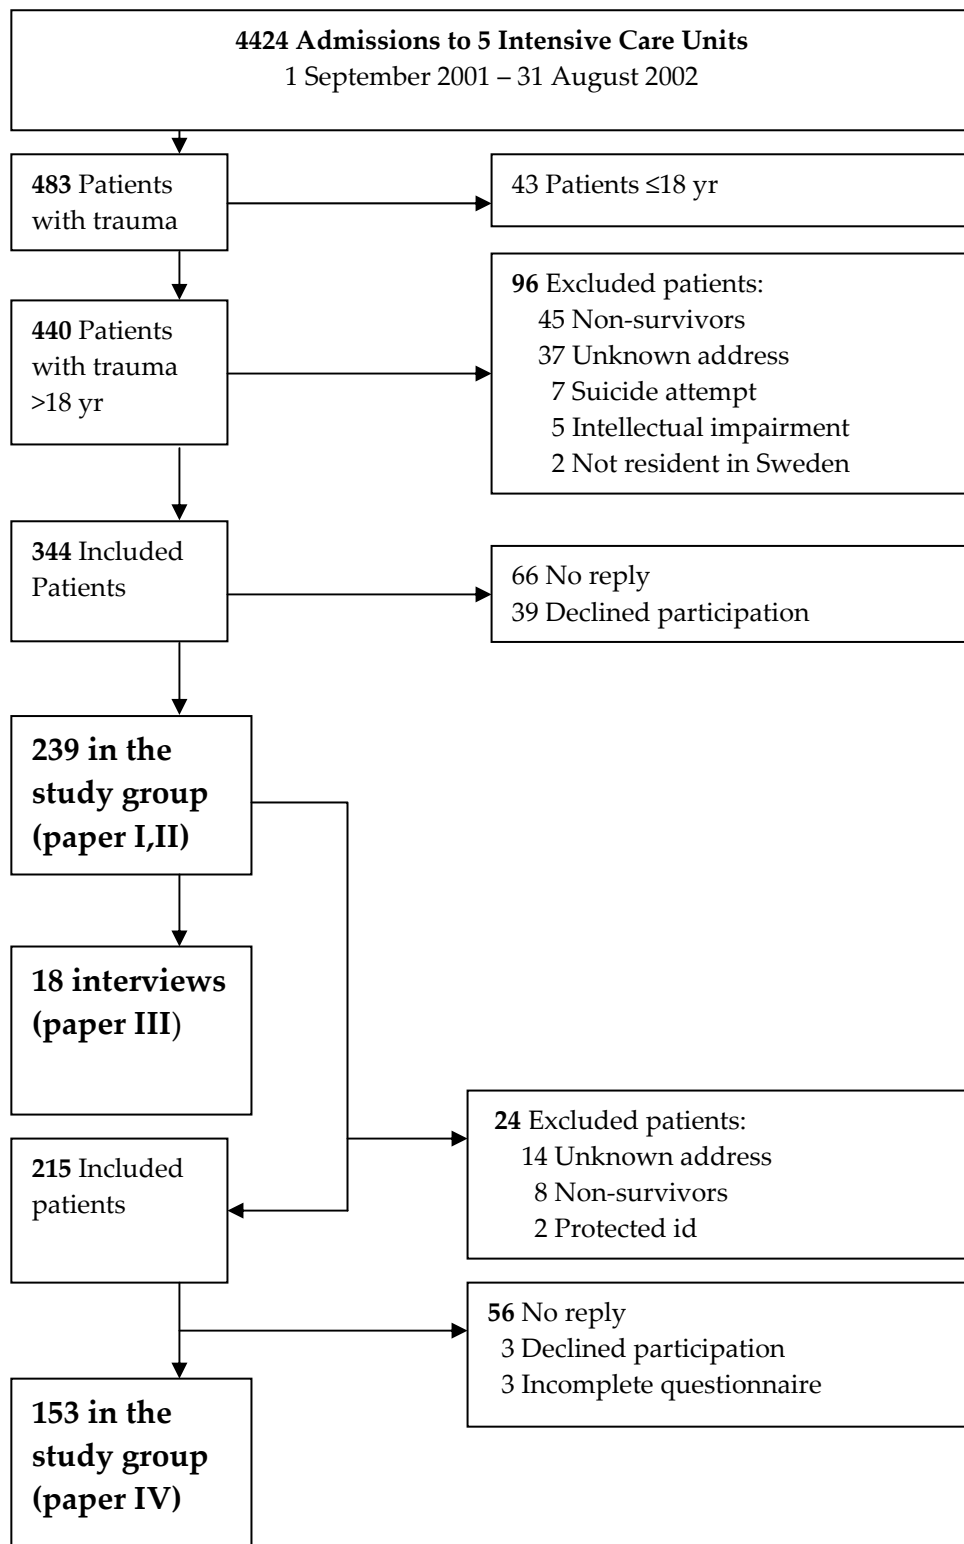 4424 Admissions to 5 Intensive Care Units
1 September 2001 – 31 August 2002
483 Patients
with trauma
43 Patients ≤18 yr
440 Patients
with trauma
>18 yr
96 Excluded patients:
45 Non-survivors
37 Unknown address
7 Suicide attempt
5 Intellectual impairment
2 Not resident in Sweden
344 Included
Patients
66 No reply
39 Declined participation
239 in the
study group
(paper I,II)
18 interviews
(paper III)
24 Excluded patients:
14 Unknown address
8 Non-survivors
2 Protected id
215 Included
patients
56 No reply
3 Declined participation
3 Incomplete questionnaire
153 in the
study group
(paper IV)